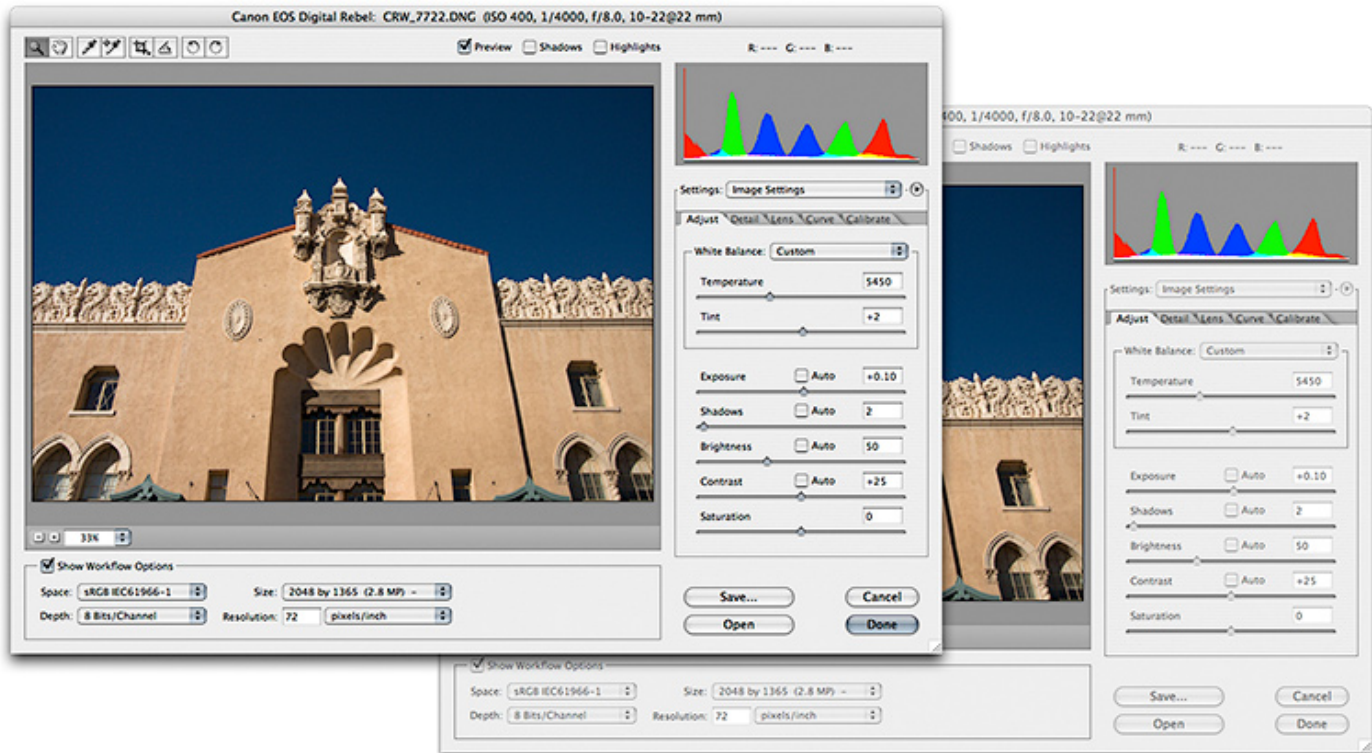 Canon EOS Digital Rebel: CRW_7722.DNG (ISO 400, 1/4000, f/8.0, 10-22@22 mm)
Preview Shadows Highlights R: --- G: --- B: ---
Settings: Image Settings
Adjust Detail Lens Curve Calibrate
White Balance: Custom
Temperature 5450
Tint +2
Exposure Auto +0.10
Shadows Auto 2
Brightness Auto 50
Contrast Auto +25
Saturation 0
33%
Show Workflow Options
Space: sRGB IEC61966-1 Size: 2048 by 1365 (2.8 MP) -
Depth: 8 Bits/Channel Resolution: 72 pixels/inch
Save... Cancel
Open Done
400, 1/4000, f/8.0, 10-22@22 mm)
Shadows Highlights R: --- G: --- B: ---
Settings: Image Settings
Adjust Detail Lens Curve Calibrate
White Balance: Custom
Temperature 5450
Tint +2
Exposure Auto +0.10
Shadows Auto 2
Brightness Auto 50
Contrast Auto +25
Saturation 0
Show Workflow Options
Space: sRGB IEC61966-1 Size: 2048 by 1365 (2.8 MP) -
Depth: 8 Bits/Channel Resolution: 72 pixels/inch
Save... Cancel
Open Done